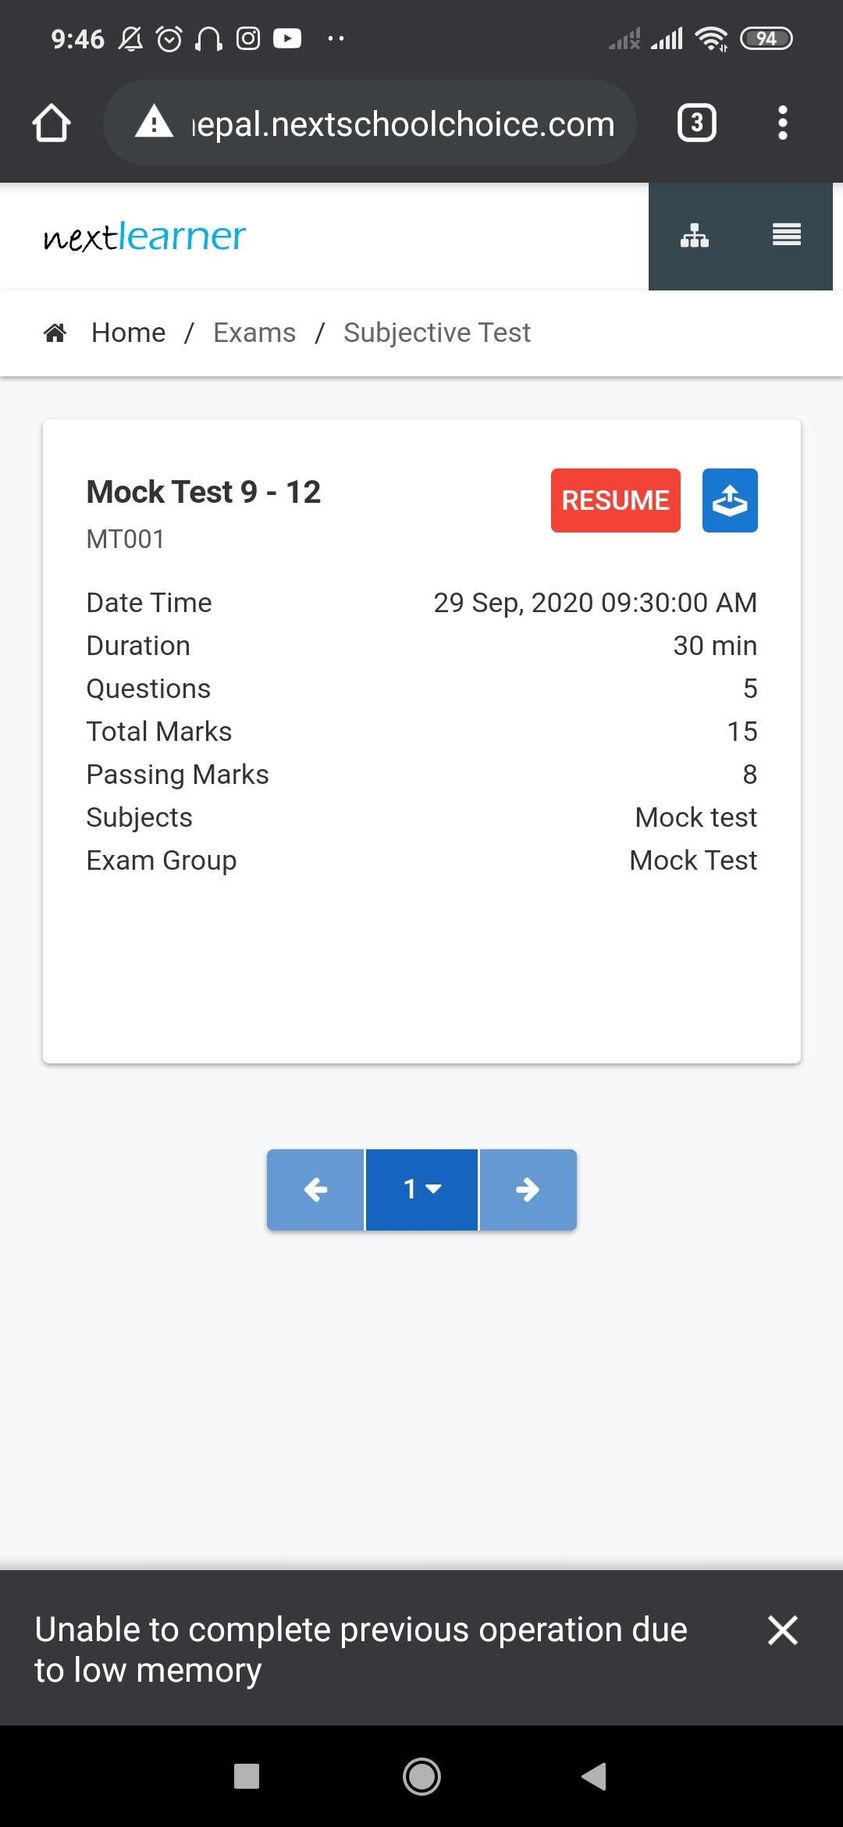 9:46
94
epal.nextschoolchoice.com
3
nextlearner
Home / Exams / Subjective Test
Mock Test 9 - 12
RESUME
MT001
Date Time 29 Sep, 2020 09:30:00 AM
Duration 30 min
Questions 5
Total Marks 15
Passing Marks 8
Subjects Mock test
Exam Group Mock Test
1
Unable to complete previous operation due
to low memory